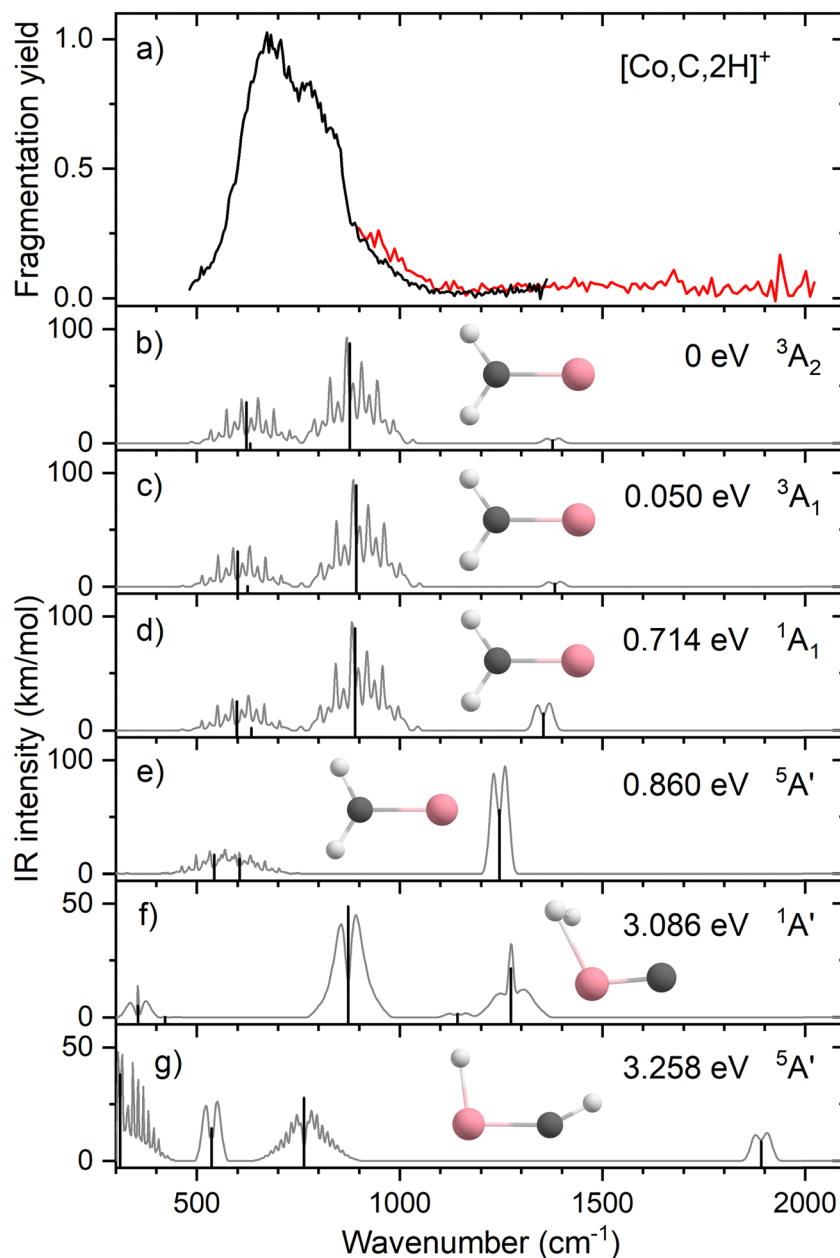 a)
[Co,C,2H]⁺
Fragmentation yield
1.0
0.5
0.0
b)
0 eV ³A₂
100
0
c)
0.050 eV ³A₁
100
0
d)
0.714 eV ¹A₁
100
0
e)
0.860 eV ⁵A'
100
0
f)
3.086 eV ¹A'
50
0
g)
3.258 eV ⁵A'
50
0
IR intensity (km/mol)
500 1000 1500 2000
Wavenumber (cm⁻¹)